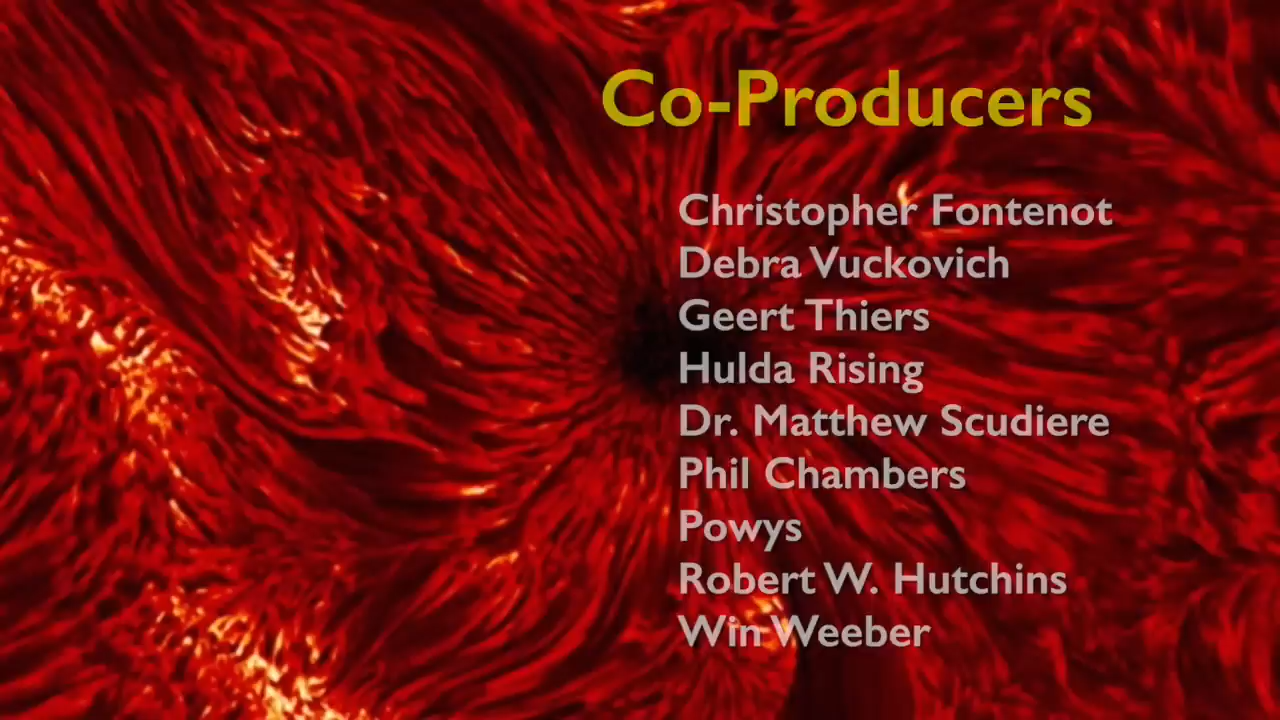 Co-Producers
Christopher Fontenot
Debra Vuckovich
Geert Thiers
Hulda Rising
Dr. Matthew Scudiere
Phil Chambers
Powys
Robert W. Hutchins
Win Weeber